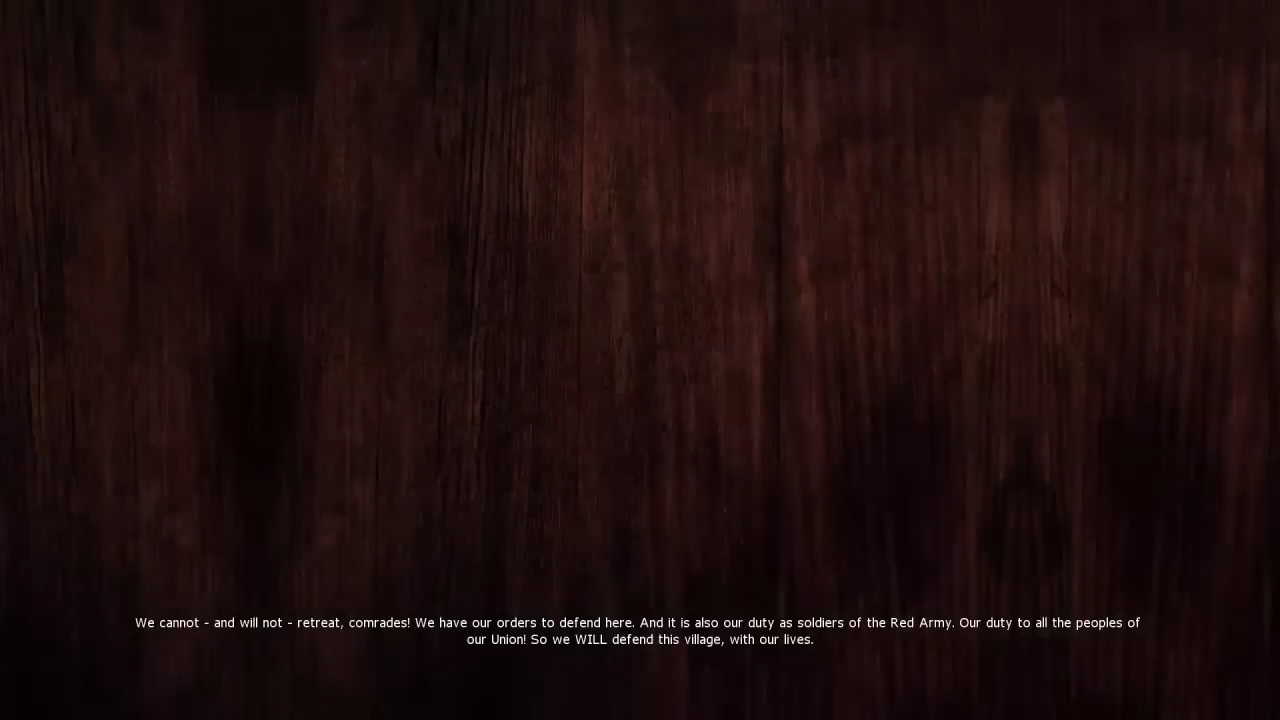 We cannot - and will not - retreat, comrades! We have our orders to defend here. And it is also our duty as soldiers of the Red Army. Our duty to all the peoples of
our Union! So we WILL defend this village, with our lives.